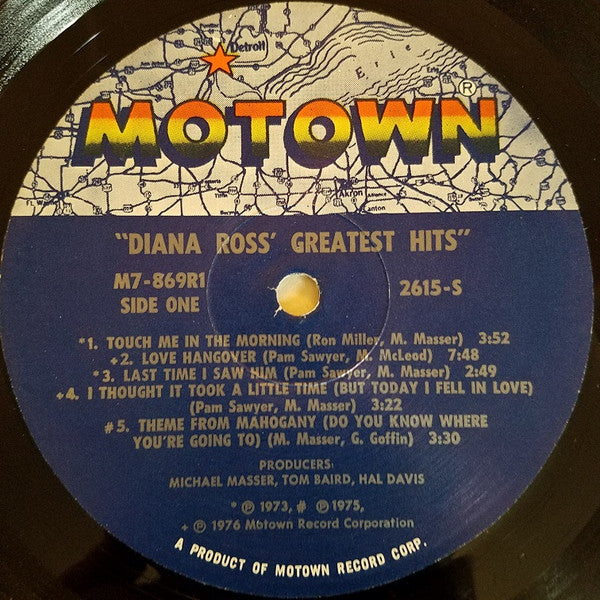 Detroit
Erie
MOTOWN®
Akron
Canton
"DIANA ROSS' GREATEST HITS"
M7-869R1
SIDE ONE
2615-S
*1. TOUCH ME IN THE MORNING (Ron Miller, M. Masser) 3:52
+2. LOVE HANGOVER (Pam Sawyer, M. McLeod) 7:48
*3. LAST TIME I SAW HIM (Pam Sawyer, M. Masser) 2:49
+4. I THOUGHT IT TOOK A LITTLE TIME (BUT TODAY I FELL IN LOVE)
(Pam Sawyer, M. Masser) 3:22
#5. THEME FROM MAHOGANY (DO YOU KNOW WHERE
YOU'RE GOING TO) (M. Masser, G. Goffin) 3:30
PRODUCERS:
MICHAEL MASSER, TOM BAIRD, HAL DAVIS
* ℗ 1973, # ℗ 1975,
+ ℗ 1976 Motown Record Corporation
A PRODUCT OF MOTOWN RECORD CORP.